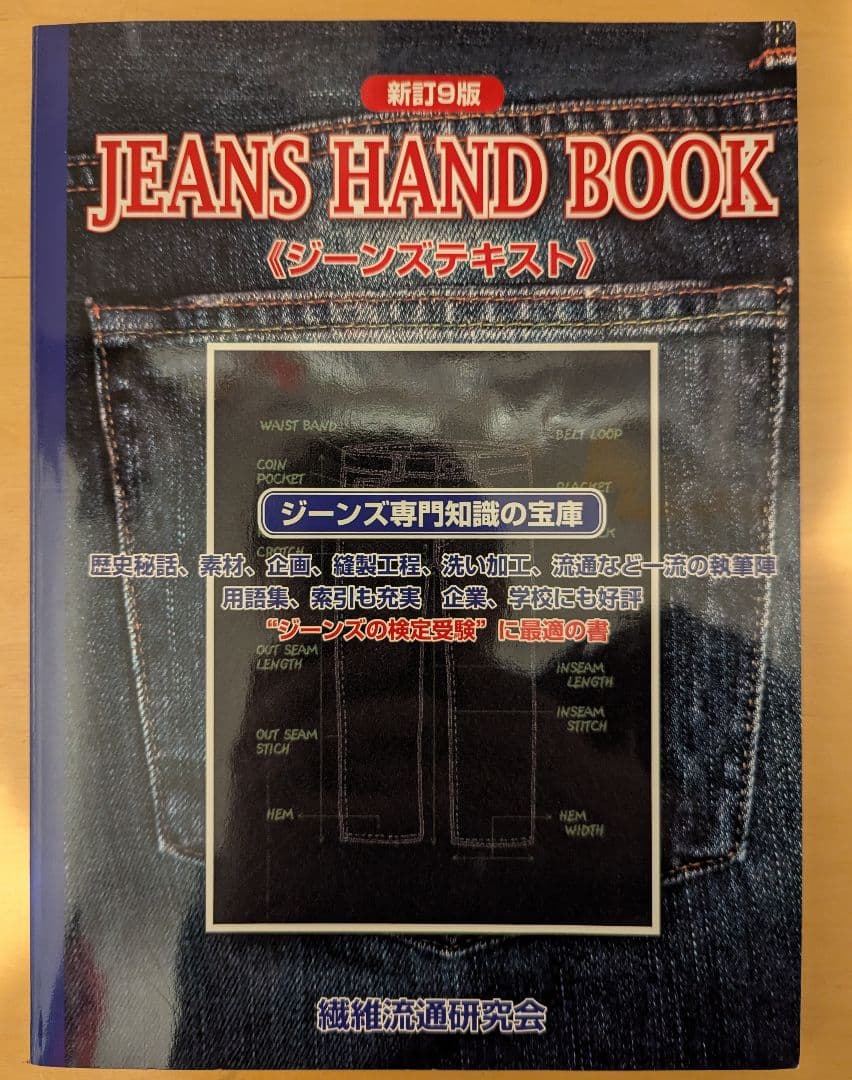 新訂9版
JEANS HAND BOOK
《ジーンズテキスト》
WAIST BAND
BELT LOOP
COIN
POCKET
PLACKET
ジーンズ専門知識の宝庫
CROTCH
歴史秘話、素材、企画、縫製工程、洗い加工、流通など一流の執筆陣
用語集、索引も充実 企業、学校にも好評
"ジーンズの検定受験"に最適の書
OUT SEAM
LENGTH
INSEAM
LENGTH
INSEAM
STITCH
OUT SEAM
STICH
HEM
HEM
WIDTH
繊維流通研究会